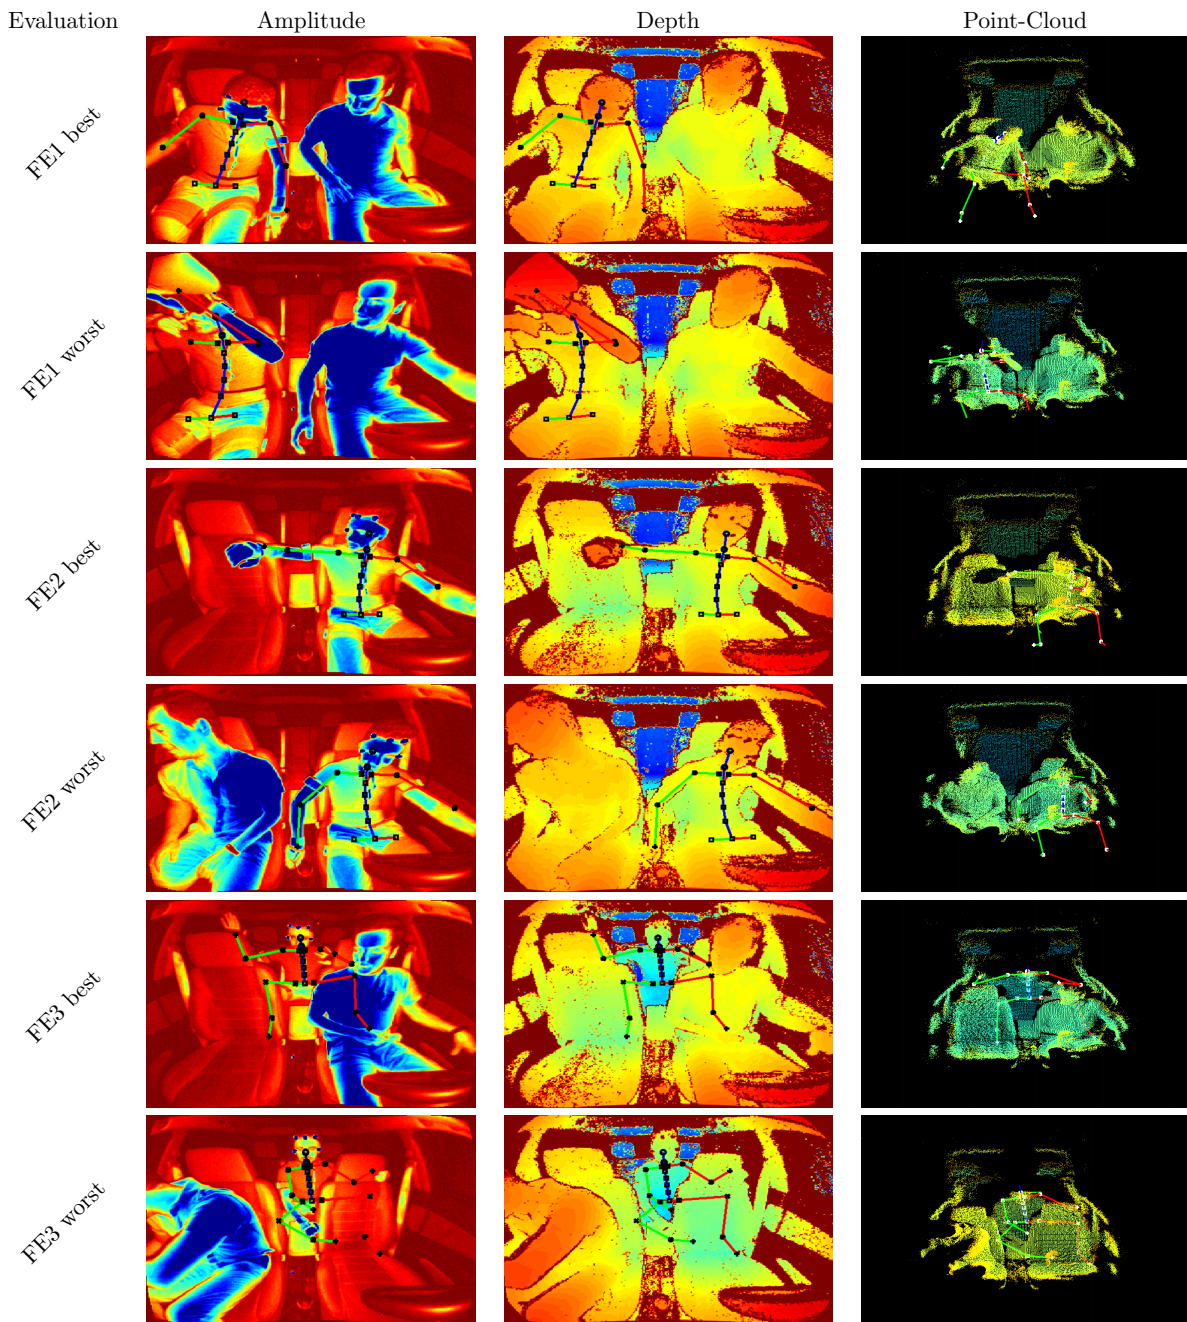 Evaluation Amplitude Depth Point-Cloud
FE1 best
FE1 worst
FE2 best
FE2 worst
FE3 best
FE3 worst